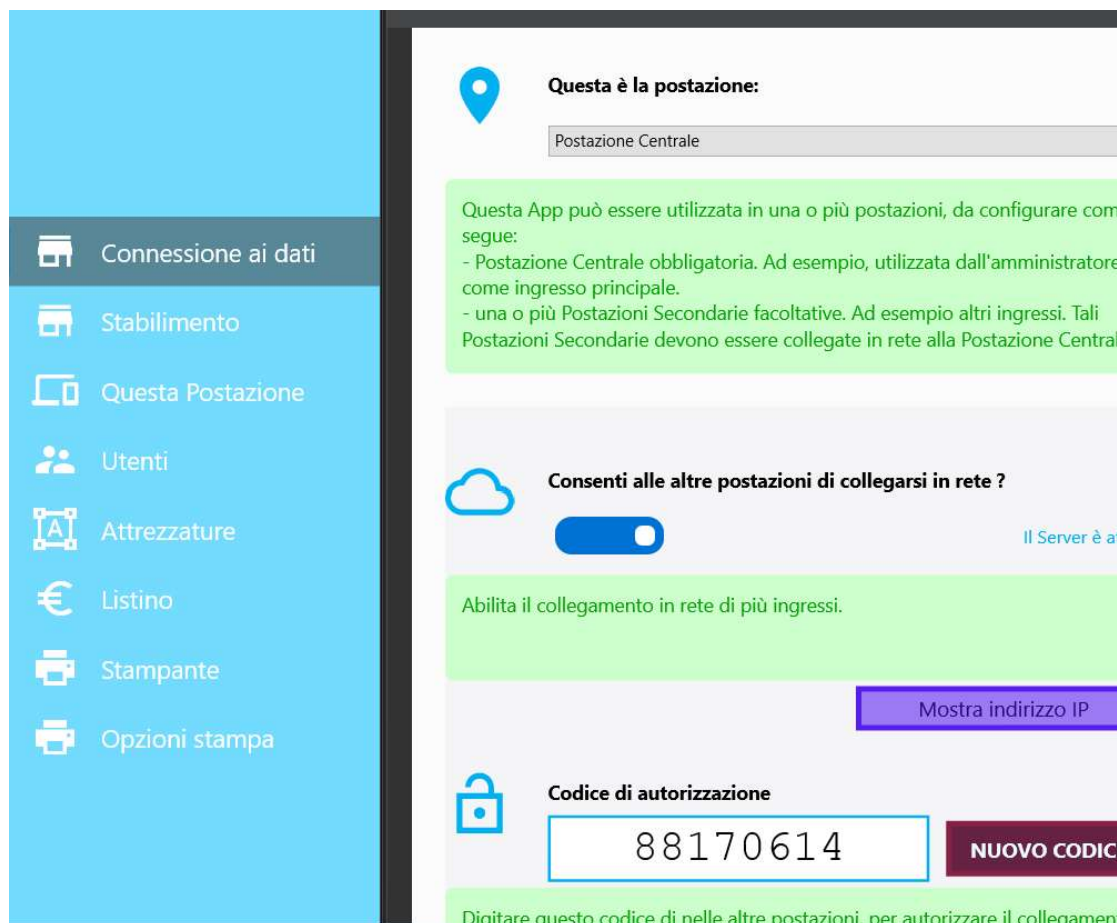 Connessione ai dati
Stabilimento
Questa Postazione
Utenti
Attrezzature
Listino
Stampante
Opzioni stampa
Questa è la postazione:
Postazione Centrale
Questa App può essere utilizzata in una o più postazioni, da configurare com
segue:
- Postazione Centrale obbligatoria. Ad esempio, utilizzata dall'amministratore
come ingresso principale.
- una o più Postazioni Secondarie facoltative. Ad esempio altri ingressi. Tali
Postazioni Secondarie devono essere collegate in rete alla Postazione Central
Consenti alle altre postazioni di collegarsi in rete ?
Il Server è a
Abilita il collegamento in rete di più ingressi.
Mostra indirizzo IP
Codice di autorizzazione
88170614
NUOVO CODIC
Digitare questo codice di nelle altre postazioni, per autorizzare il collegamen